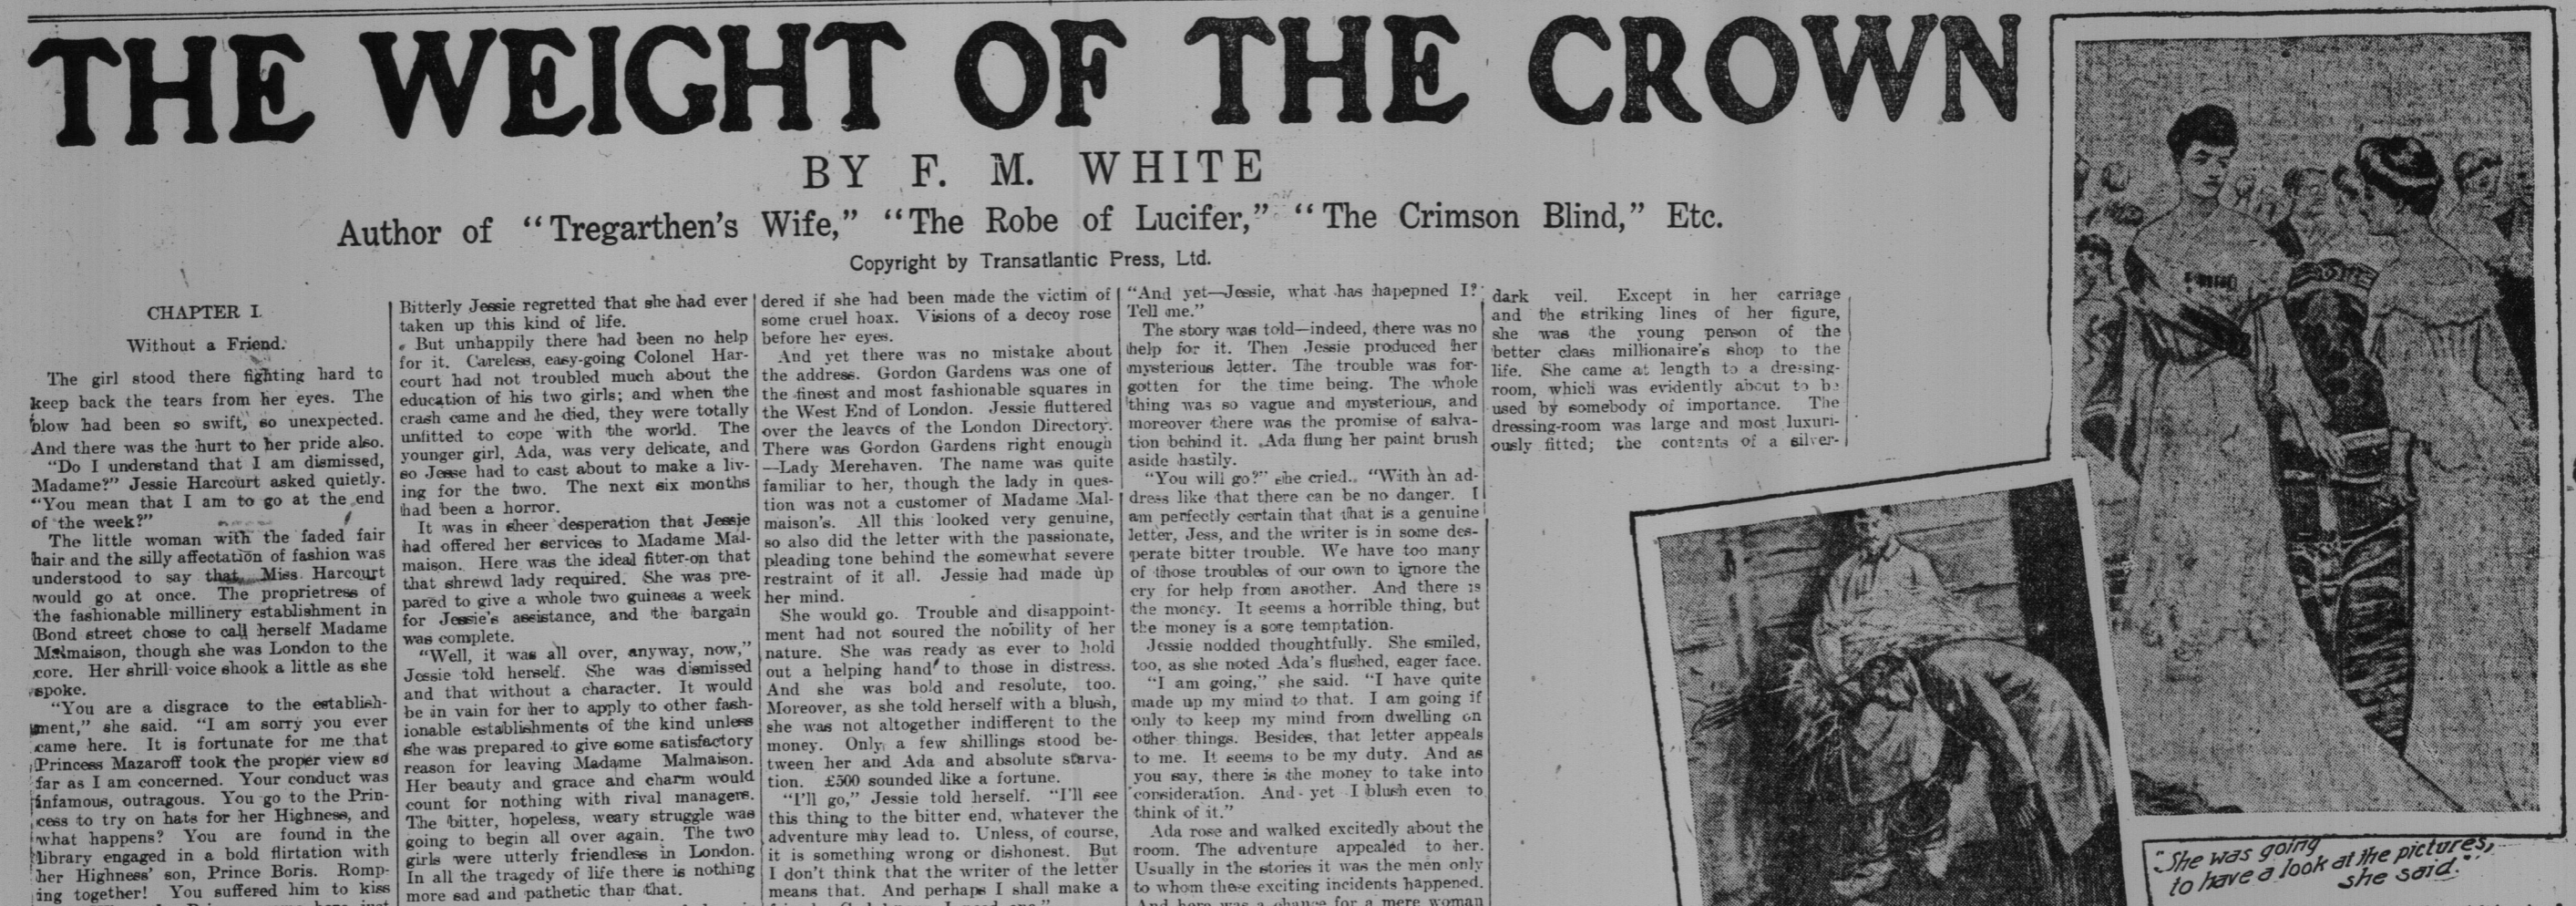 THE WEIGHT OF THE CROWN
BY F. M. WHITE
Author of "Tregarthen's Wife," "The Robe of Lucifer," "The Crimson Blind," Etc.
Copyright by Transatlantic Press, Ltd.
CHAPTER I.
Without a Friend.
The girl stood there fighting hard to
keep back the tears from her eyes. The
blow had been so swift, so unexpected.
And there was the hurt to her pride also.
"Do I understand that I am dismissed,
Madame?" Jessie Harcourt asked quietly.
"You mean that I am to go at the end
of the week?"
The little woman with the faded fair
hair and the silly affectation of fashion was
understood to say that Miss Harcourt
would go at once. The proprietress of
the fashionable millinery establishment in
Bond street chose to call herself Madame
Malmaison, though she was London to the
core. Her shrill voice shook a little as she
spoke.
"You are a disgrace to the establish-
ment," she said. "I am sorry you ever
came here. It is fortunate for me that
Princess Mazaroff took the proper view so
far as I am concerned. Your conduct was
infamous, outragous. You go to the Prin-
cess to try on hats for her Highness, and
what happens? You are found in the
library engaged in a bold flirtation with
her Highness' son, Prince Boris. Romp-
ing together! You suffered him to kiss
Bitterly Jessie regretted that she had ever
taken up this kind of life.
But unhappily there had been no help
for it. Careless, easy-going Colonel Har-
court had not troubled much about the
education of his two girls; and when the
crash came and he died, they were totally
unfitted to cope with the world. The
younger girl, Ada, was very delicate, and
so Jesse had to cast about to make a liv-
ing for the two. The next six months
had been a horror.
It was in sheer desperation that Jessie
had offered her services to Madame Mal-
maison. Here was the ideal fitter-on that
that shrewd lady required. She was pre-
pared to give a whole two guineas a week
for Jessie's assistance, and the bargain
was complete.
"Well, it was all over, anyway, now,"
Jessie told herself. She was dismissed
and that without a character. It would
be in vain for her to apply to other fash-
ionable establishments of the kind unless
she was prepared to give some satisfactory
reason for leaving Madame Malmaison.
Her beauty and grace and charm would
count for nothing with rival managers.
The bitter, hopeless, weary struggle was
going to begin all over again. The two
girls were utterly friendless in London.
In all the tragedy of life there is nothing
more sad and pathetic than that.
dered if she had been made the victim of
some cruel hoax. Visions of a decoy rose
before her eyes.
And yet there was no mistake about
the address. Gordon Gardens was one of
the finest and most fashionable squares in
the West End of London. Jessie fluttered
over the leaves of the London Directory.
There was Gordon Gardens right enough
—Lady Merehaven. The name was quite
familiar to her, though the lady in ques-
tion was not a customer of Madame Mal-
maison's. All this looked very genuine,
so also did the letter with the passionate,
pleading tone behind the somewhat severe
restraint of it all. Jessie had made up
her mind.
She would go. Trouble and disappoint-
ment had not soured the nobility of her
nature. She was ready as ever to hold
out a helping hand to those in distress.
And she was bold and resolute, too.
Moreover, as she told herself with a blush,
she was not altogether indifferent to the
money. Only a few shillings stood be-
tween her and Ada and absolute starva-
tion. £500 sounded like a fortune.
"I'll go," Jessie told herself. "I'll see
this thing to the bitter end, whatever the
adventure may lead to. Unless, of course,
it is something wrong or dishonest. But
I don't think that the writer of the letter
means that. And perhaps I shall make a
"And yet—Jessie, what has hapepned I?
Tell me."
The story was told—indeed, there was no
help for it. Then Jessie produced her
mysterious letter. The trouble was for-
gotten for the time being. The whole
thing was so vague and mysterious, and
moreover there was the promise of salva-
tion behind it. Ada flung her paint brush
aside hastily.
"You will go?" she cried. "With an ad-
dress like that there can be no danger. I
am perfectly certain that that is a genuine
letter, Jess, and the writer is in some des-
perate bitter trouble. We have too many
of those troubles of our own to ignore the
cry for help from another. And there is
the money. It seems a horrible thing, but
the money is a sore temptation.
Jessie nodded thoughtfully. She smiled,
too, as she noted Ada's flushed, eager face.
"I am going," she said. "I have quite
made up my mind to that. I am going if
only to keep my mind from dwelling on
other things. Besides, that letter appeals
to me. It seems to be my duty. And as
you say, there is the money to take into
consideration. And yet I blush even to
think of it."
Ada rose and walked excitedly about the
room. The adventure appealed to her.
Usually in the stories it was the men only
to whom these exciting incidents happened.
And here was a chance for a mere woman
dark veil. Except in her carriage
and the striking lines of her figure,
she was the young person of the
better class millionaire's shop to the
life. She came at length to a dressing-
room, which was evidently about to be
used by somebody of importance. The
dressing-room was large and most luxuri-
ously fitted; the contents of a silver-
"She was going
to have a look at the pictures,"
she said."